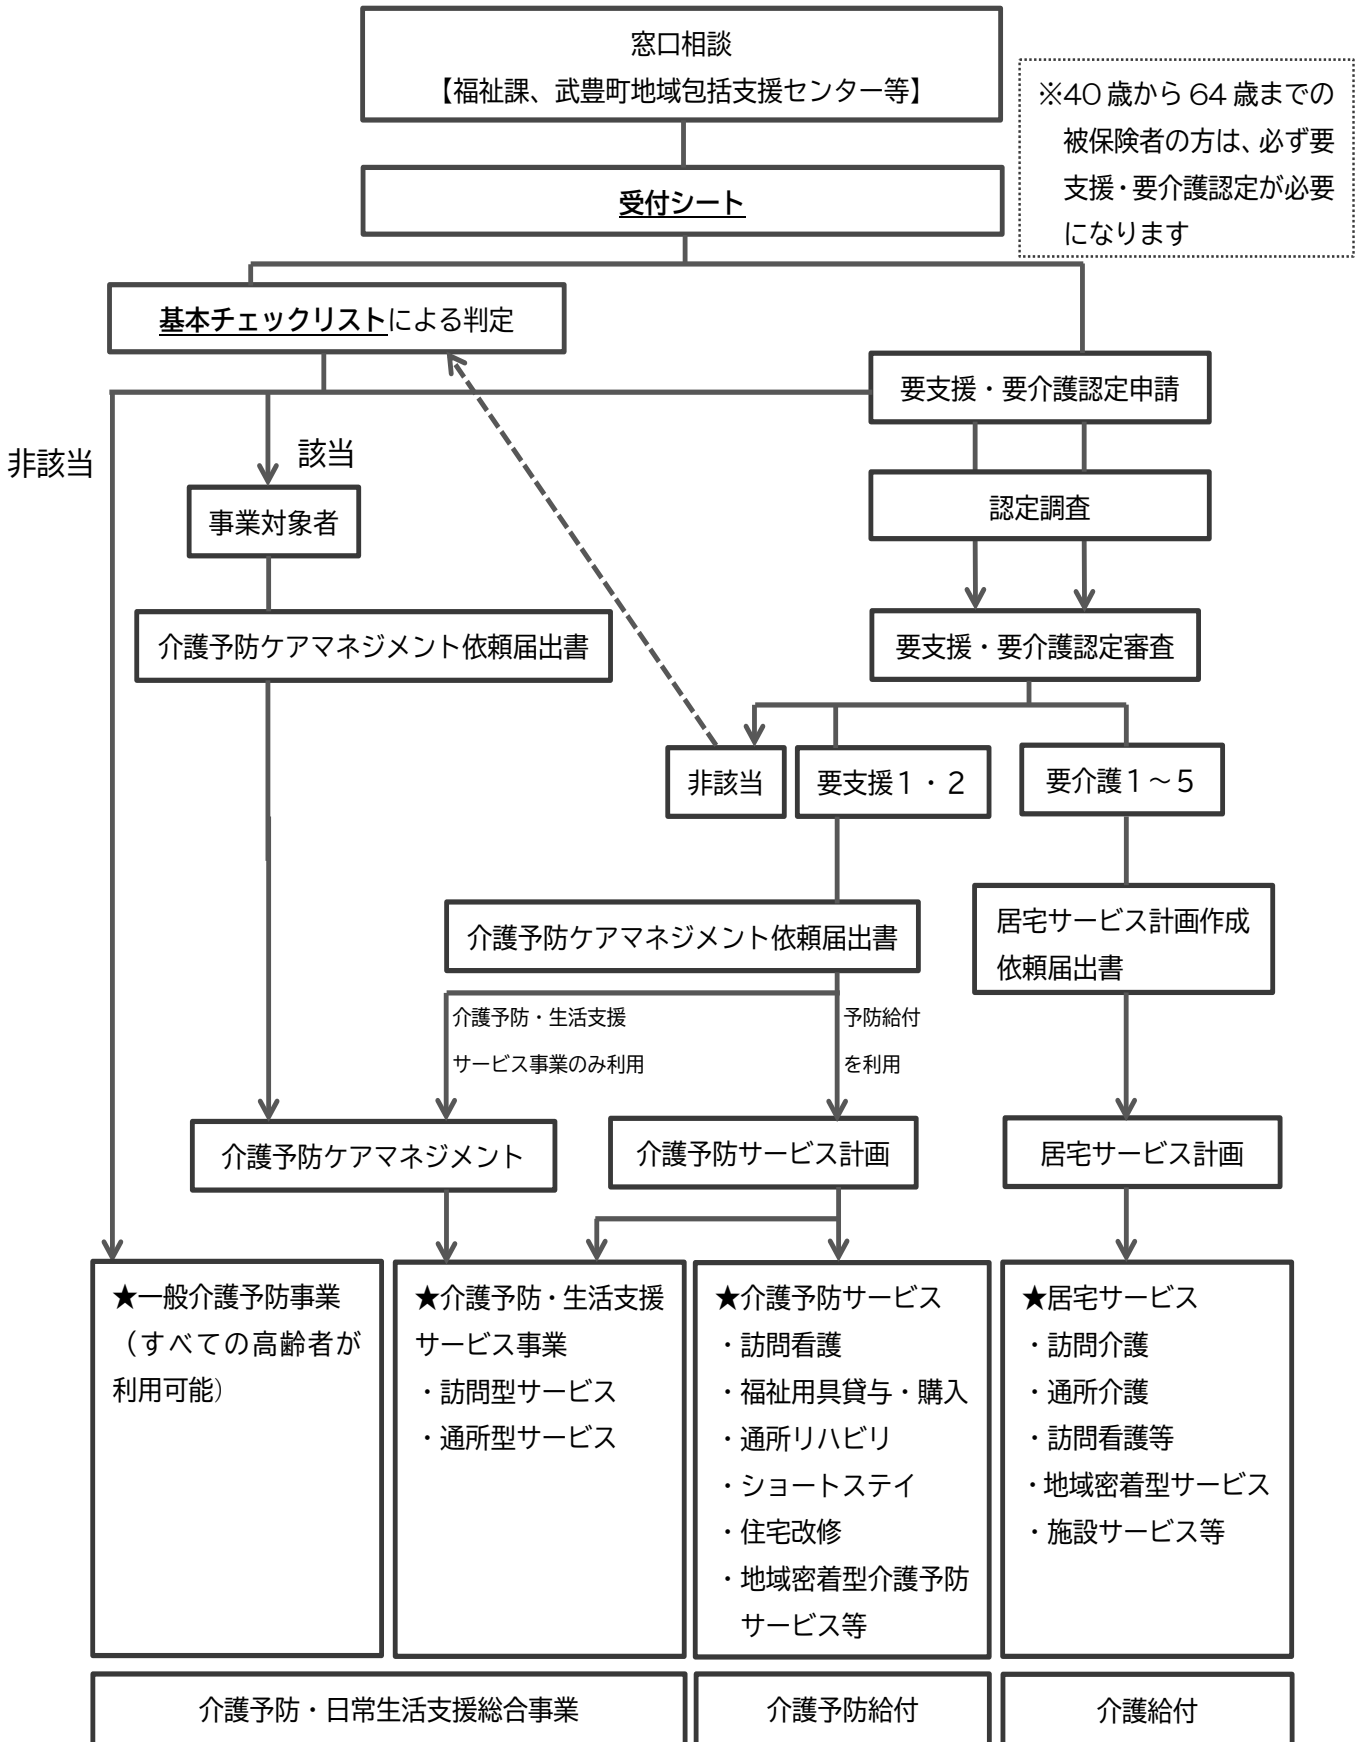 窓口相談
【福祉課、武豊町地域包括支援センター等】
※40歳から64歳までの
被保険者の方は、必ず要
支援・要介護認定が必要
になります
受付シート
基本チェックリストによる判定
要支援・要介護認定申請
非該当
該当
認定調査
事業対象者
介護予防ケアマネジメント依頼届出書
要支援・要介護認定審査
非該当
要支援1・2
要介護1～5
介護予防ケアマネジメント依頼届出書
居宅サービス計画作成
依頼届出書
介護予防・生活支援
サービス事業のみ利用
予防給付
を利用
介護予防ケアマネジメント
介護予防サービス計画
居宅サービス計画
★一般介護予防事業
（すべての高齢者が
利用可能）
★介護予防・生活支援
サービス事業
・訪問型サービス
・通所型サービス
★介護予防サービス
・訪問看護
・福祉用具貸与・購入
・通所リハビリ
・ショートステイ
・住宅改修
・地域密着型介護予防
サービス等
★居宅サービス
・訪問介護
・通所介護
・訪問看護等
・地域密着型サービス
・施設サービス等
介護予防・日常生活支援総合事業
介護予防給付
介護給付